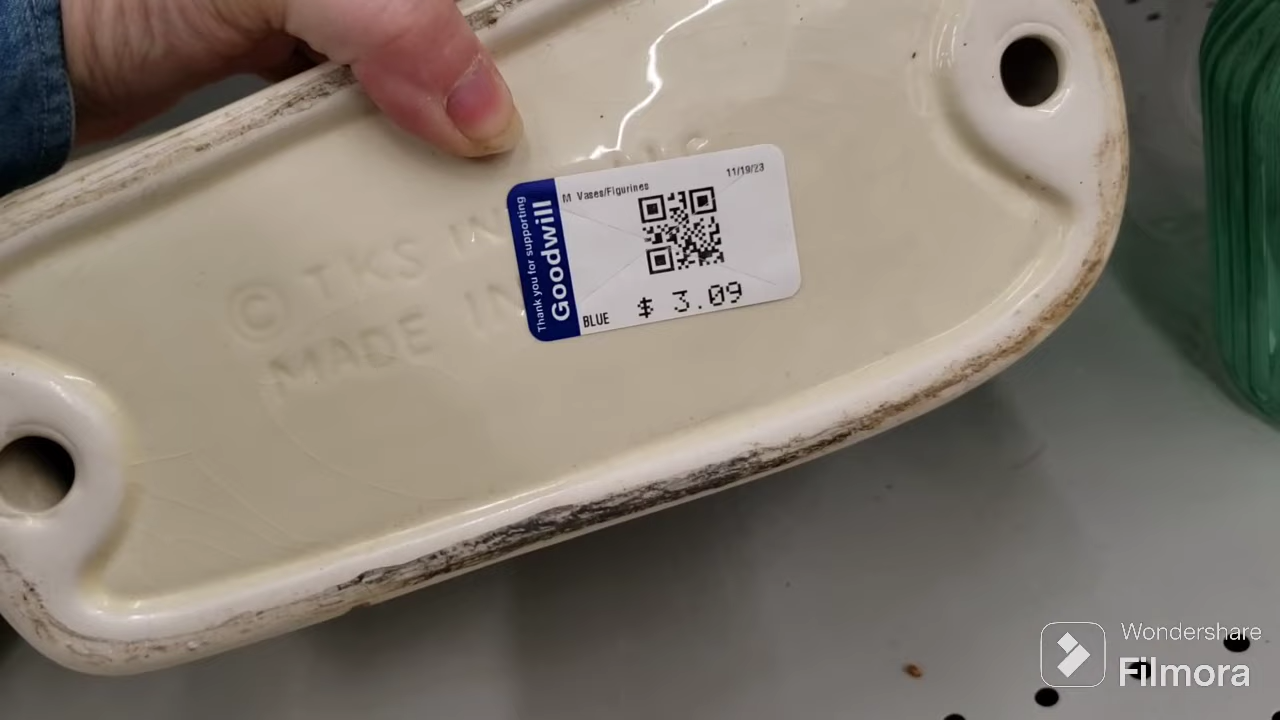 © TKS IN
MADE IN
Thank you for supporting
Goodwill
M Vases/Figurines
11/19/23
BLUE
$ 3.09
Wondershare
Filmora